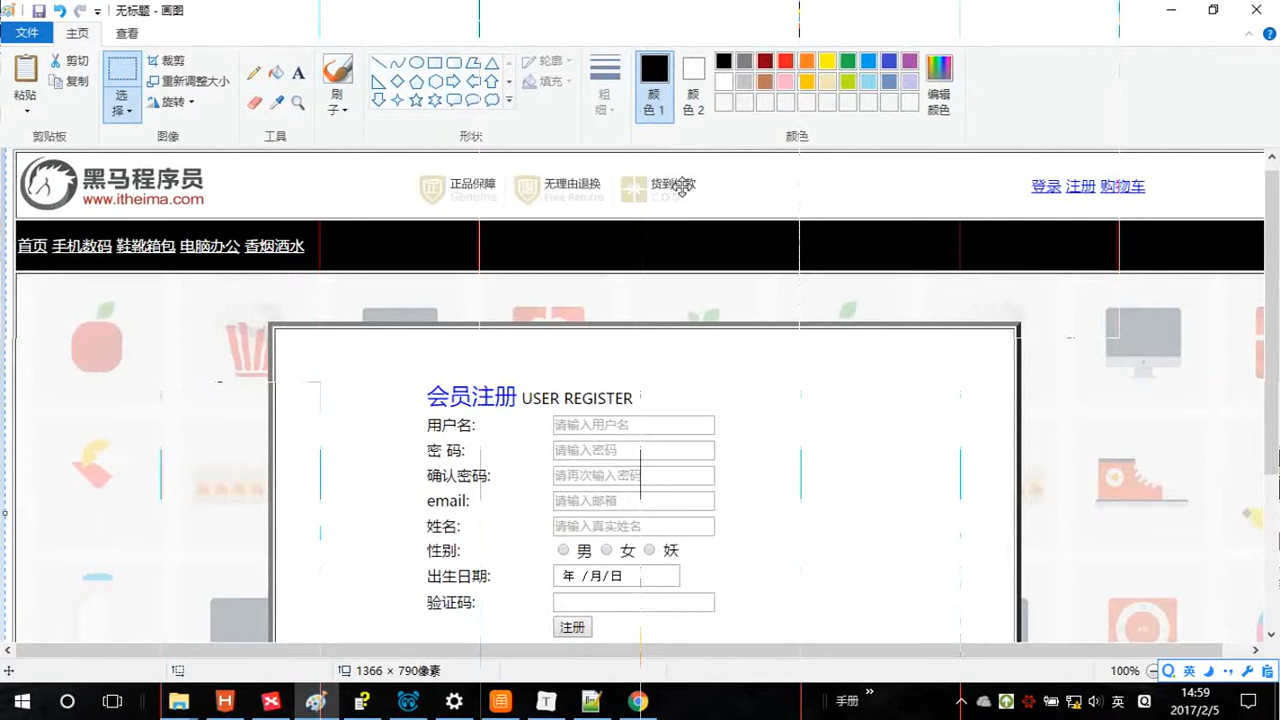 无标题 - 画图
文件 主页 查看
粘贴 剪切 复制
选择 裁剪 重新调整大小 旋转
刷子
轮廓 填充
粗细
颜色 1 颜色 2 编辑颜色
剪贴板 图像 工具 形状 颜色
黑马程序员
www.itheima.com
正品保障 Genuine
无理由退换 Free Returns
货到付款 C.O.D
登录 注册 购物车
首页 手机数码 鞋靴箱包 电脑办公 香烟酒水
会员注册 USER REGISTER
用户名: 请输入用户名
密 码: 请输入密码
确认密码: 请再次输入密码
email: 请输入邮箱
姓名: 请输入真实姓名
性别: 男 女 妖
出生日期: 年 /月/日
验证码:
注册
1366 × 790像素 100% 英
手册 英 14:59
2017/2/5